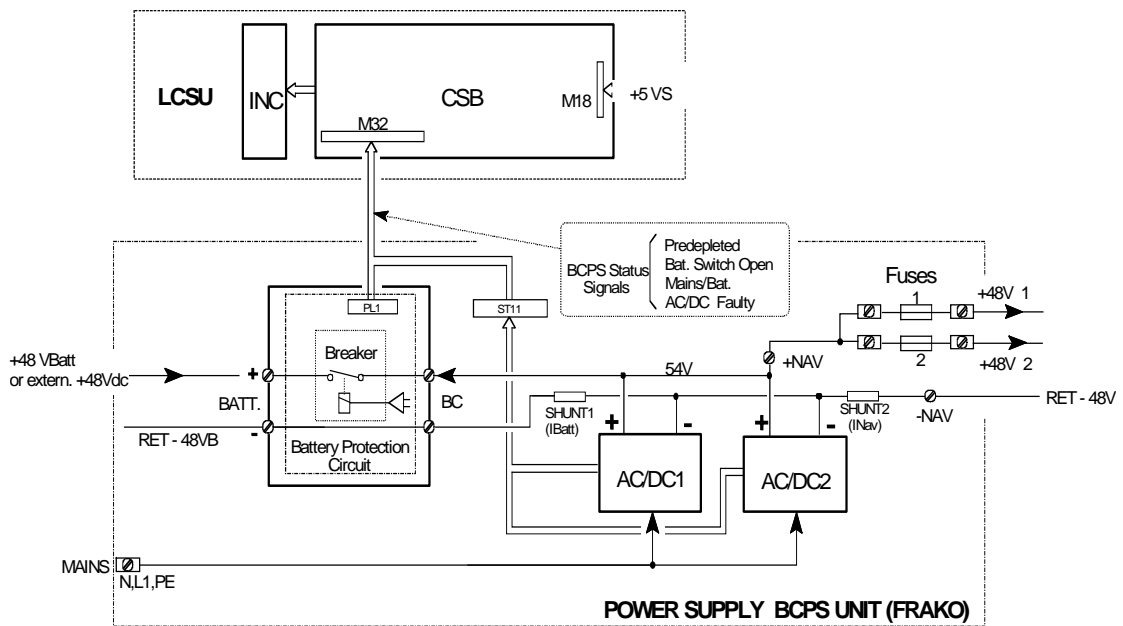 LCSU
INC
CSB
M18
+5 VS
M32
BCPS Status
Signals
Predepleted
Bat. Switch Open
Mains/Bat.
AC/DC Faulty
Fuses
1
+48V 1
2
+48V 2
PL1
ST11
Breaker
+48 VBatt
or extern. +48Vdc
+
BATT.
-
BC
54V
+NAV
RET - 48VB
Battery Protection
Circuit
SHUNT1
(IBatt)
+
-
SHUNT2
(INav)
+
-
-NAV
RET - 48V
AC/DC1
AC/DC2
MAINS
N,L1,PE
POWER SUPPLY BCPS UNIT (FRAKO)